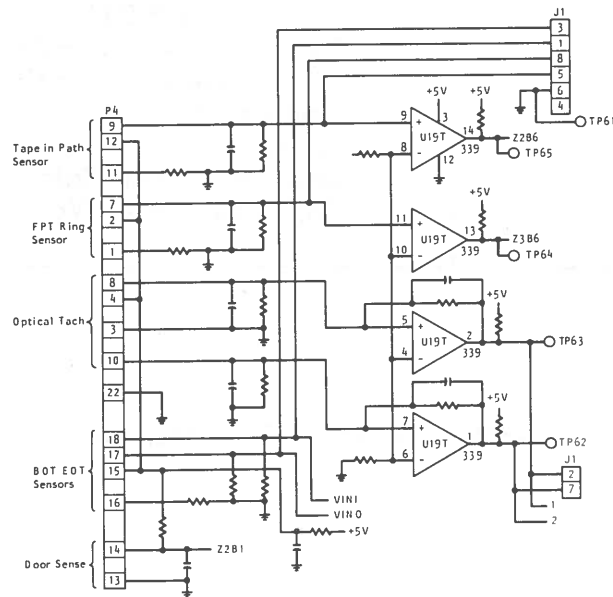 J1
3
1
8
5
6
4
TP61
P4
9
12
11
Tape in Path
Sensor
+5V
+5V
9
+
3
14
Z2B6
U19T
8
-
12
339
TP65
7
2
1
FPT Ring
Sensor
+5V
11
+
13
Z3B6
U19T
10
-
339
TP64
8
4
3
10
Optical Tach
+5V
5
+
2
TP63
U19T
4
-
339
22
+5V
7
+
1
TP62
U19T
6
-
339
J1
2
7
1
2
18
17
15
16
BOT EOT
Sensors
VIN1
VIN0
+5V
14
Z2B1
13
Door Sense